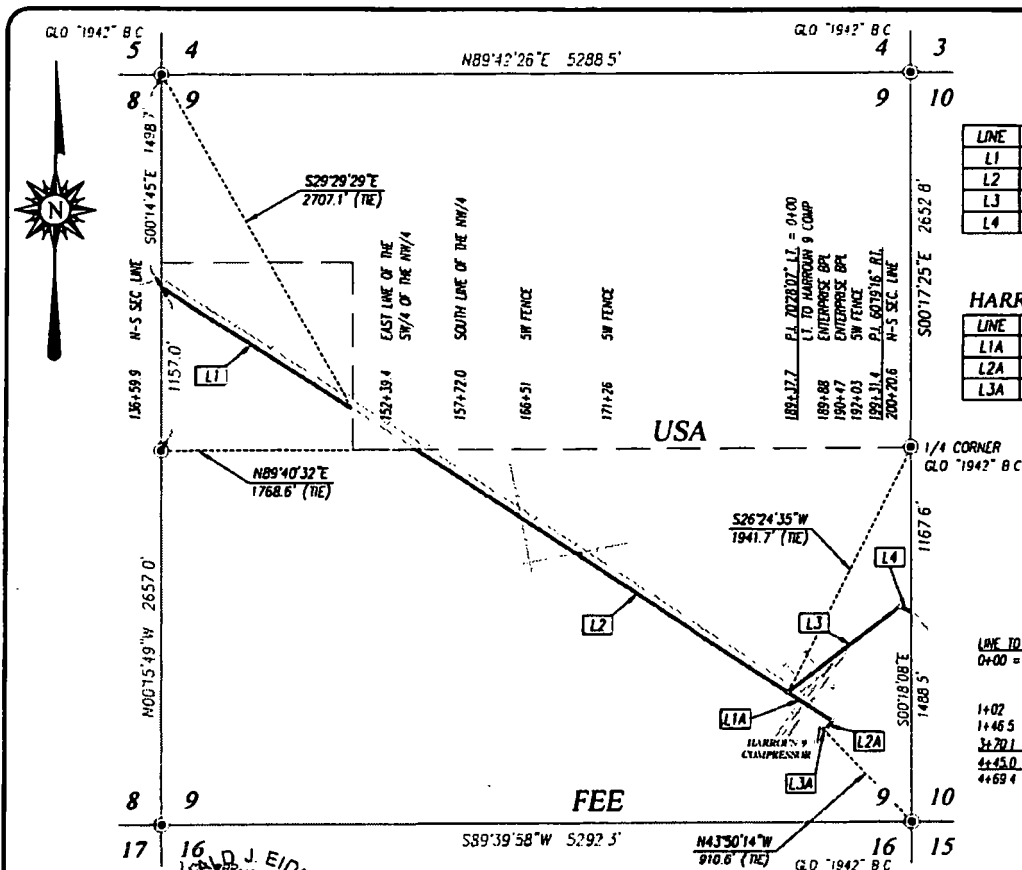 GLO "1942" B C
GLO "1942" B C
5 4
4 3
N89°42'26"E 5288.5'
8 9
9 10
S00°14'45"E 1498.7'
1157.0'
N
S29°29'29"E
2707.1' (TIE)
LINE
L1
L2
L3
L4
S00°17'25"E 2652.8'
136+59.9 N-S SEC. LINE
152+39.4 EAST LINE OF THE
SW/4 OF THE NW/4
157+72.0 SOUTH LINE OF THE NW/4
166+51 5W FENCE
171+26 5W FENCE
189+37.7 P.I. 70°28'07" LT. = 0+00
LT. TO HARROUN 9 COMP
189+88 ENTERPRISE BPL
190+47 ENTERPRISE BPL
192+03 5W FENCE
199+31.4 P.I. 60°19'16" RT.
200+20.6 N-S SEC. LINE
HARR
LINE
L1A
L2A
L3A
L1
USA
1/4 CORNER
GLO "1942" B C
N89°40'32"E
1768.6' (TIE)
S26°24'35"W
1941.7' (TIE)
1167.6'
L4
L2
L3
N00°15'49"W 2657.0'
S00°18'08"E
1488.5'
LINE TO
0+00 =
1+02
1+46.5
3+70.1
4+45.0
4+69.4
L1A
L2A
HARROUN 9
COMPRESSOR
L3A
8 9
FEE
9 10
17 16
S89°39'58"W 5292.3'
N43°50'14"W
910.6' (TIE)
16 15
GLO "1942" B C